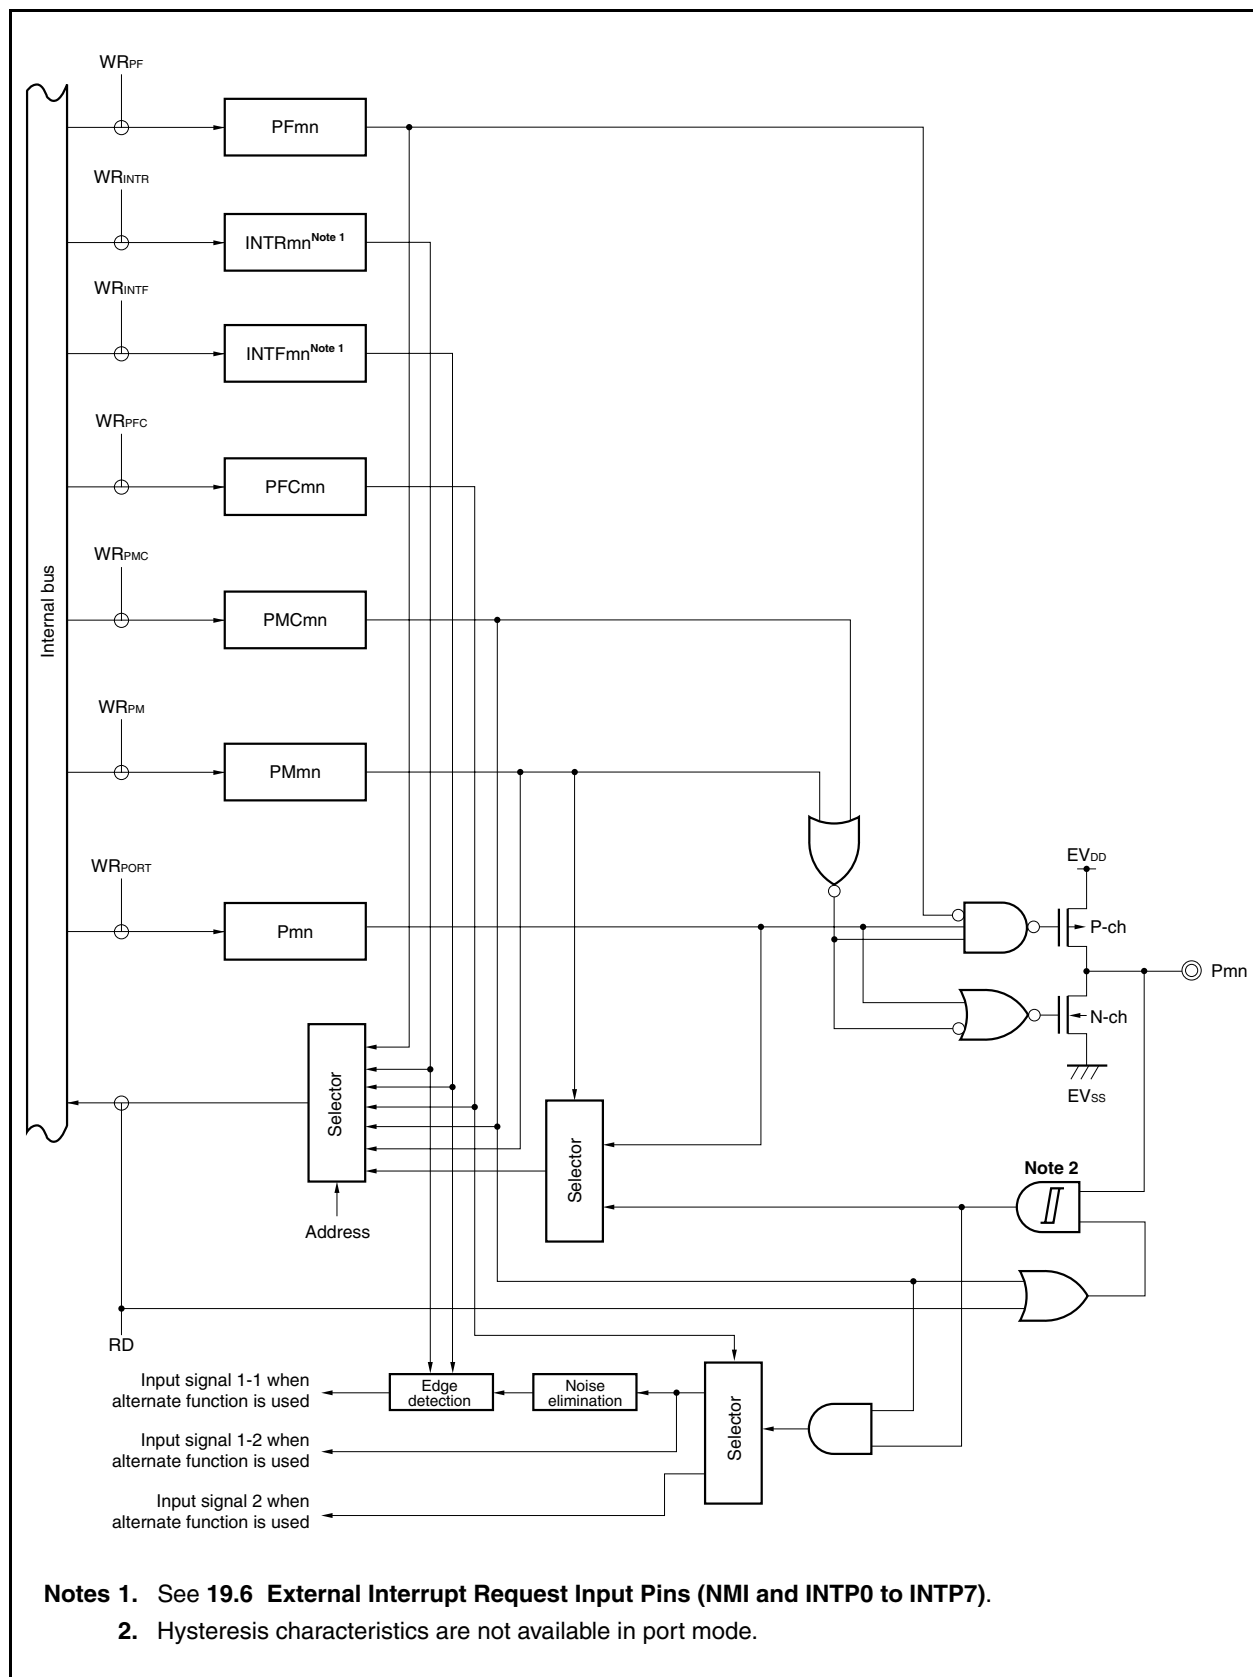 WRPF
PFmn
WRINTR
INTRmn Note 1
WRINTF
INTFmn Note 1
WRPFC
PFCmn
WRPMC
Internal bus
PMCmn
WRPM
PMmn
WRPORT
Pmn
EVDD
P-ch
Pmn
N-ch
EVSS
Selector
Selector
Note 2
Address
RD
Input signal 1-1 when
alternate function is used
Edge
detection
Noise
elimination
Selector
Input signal 1-2 when
alternate function is used
Input signal 2 when
alternate function is used
Notes 1. See 19.6 External Interrupt Request Input Pins (NMI and INTP0 to INTP7).
2. Hysteresis characteristics are not available in port mode.